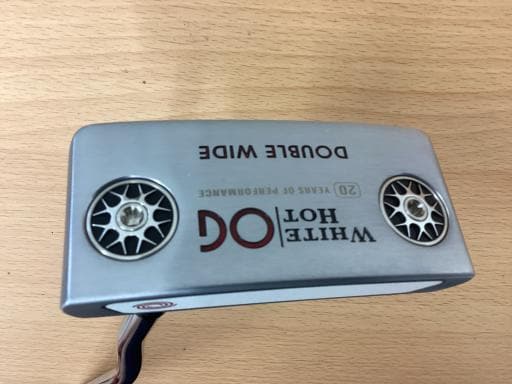 WHITE HOT OG
20 YEARS OF PERFORMANCE
DOUBLE WIDE